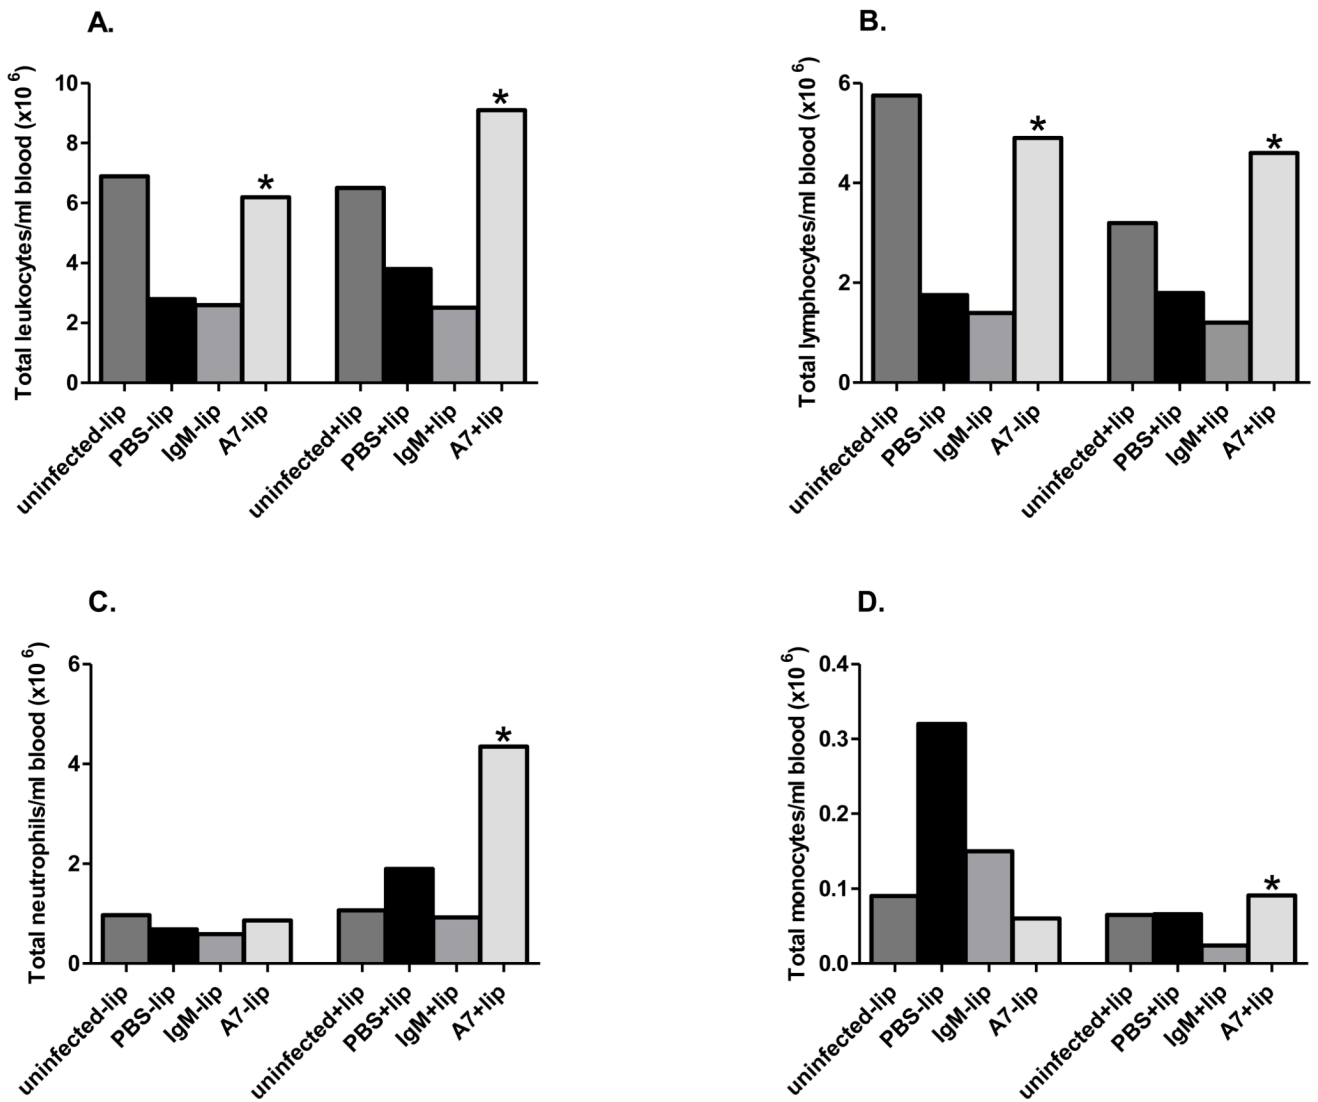 A.
Total leukocytes/ml blood (x10 6)
10
8
6
4
2
0
*
*
uninfected-lip
PBS-lip
IgM-lip
A7-lip
uninfected+lip
PBS+lip
IgM+lip
A7+lip
B.
Total lymphocytes/ml blood (x10 6)
6
4
2
0
*
*
uninfected-lip
PBS-lip
IgM-lip
A7-lip
uninfected+lip
PBS+lip
IgM+lip
A7+lip
C.
Total neutrophils/ml blood (x10 6)
6
4
2
0
*
uninfected-lip
PBS-lip
IgM-lip
A7-lip
uninfected+lip
PBS+lip
IgM+lip
A7+lip
D.
Total monocytes/ml blood (x10 6)
0.4
0.3
0.2
0.1
0.0
*
uninfected-lip
PBS-lip
IgM-lip
A7-lip
uninfected+lip
PBS+lip
IgM+lip
A7+lip